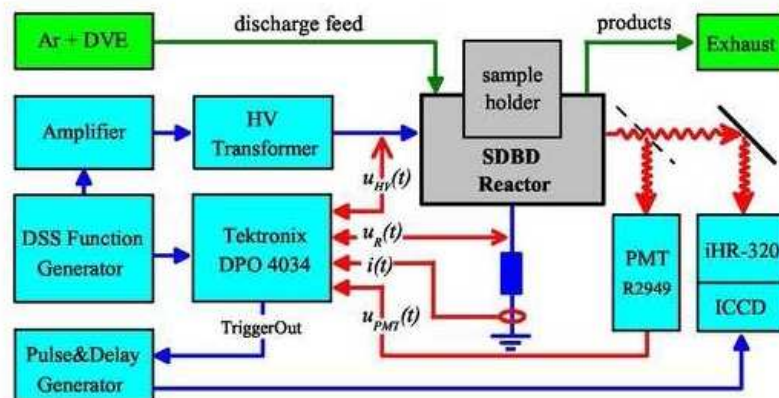 Ar + DVE
discharge feed
products
Exhaust
sample
holder
Amplifier
HV
Transformer
SDBD
Reactor
u_HV(t)
DSS Function
Generator
Tektronix
DPO 4034
u_R(t)
i(t)
u_PMT(t)
PMT
R2949
iHR-320
ICCD
TriggerOut
Pulse&Delay
Generator